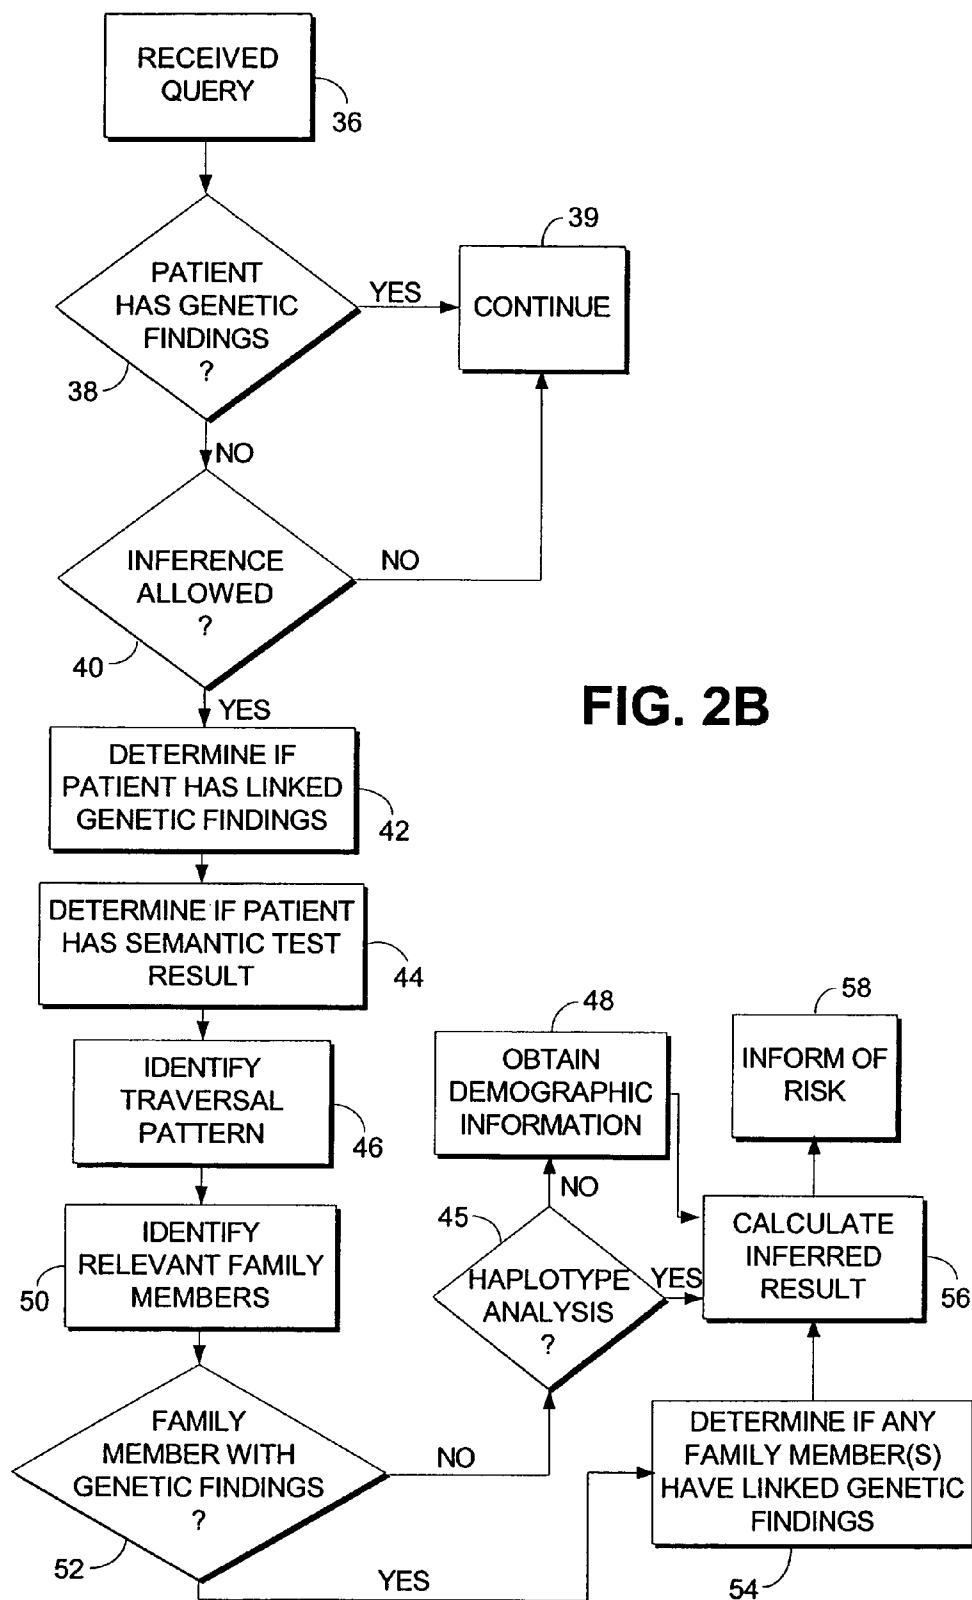 RECEIVED
QUERY
36
PATIENT
HAS GENETIC
FINDINGS
?
38
YES
39
CONTINUE
NO
INFERENCE
ALLOWED
?
40
NO
YES
FIG. 2B
DETERMINE IF
PATIENT HAS LINKED
GENETIC FINDINGS
42
DETERMINE IF PATIENT
HAS SEMANTIC TEST
RESULT
44
IDENTIFY
TRAVERSAL
PATTERN
46
IDENTIFY
RELEVANT FAMILY
MEMBERS
50
FAMILY
MEMBER WITH
GENETIC FINDINGS
?
52
NO
YES
48
OBTAIN
DEMOGRAPHIC
INFORMATION
NO
45
HAPLOTYPE
ANALYSIS
?
YES
58
INFORM OF
RISK
CALCULATE
INFERRED
RESULT
56
DETERMINE IF ANY
FAMILY MEMBER(S)
HAVE LINKED GENETIC
FINDINGS
54